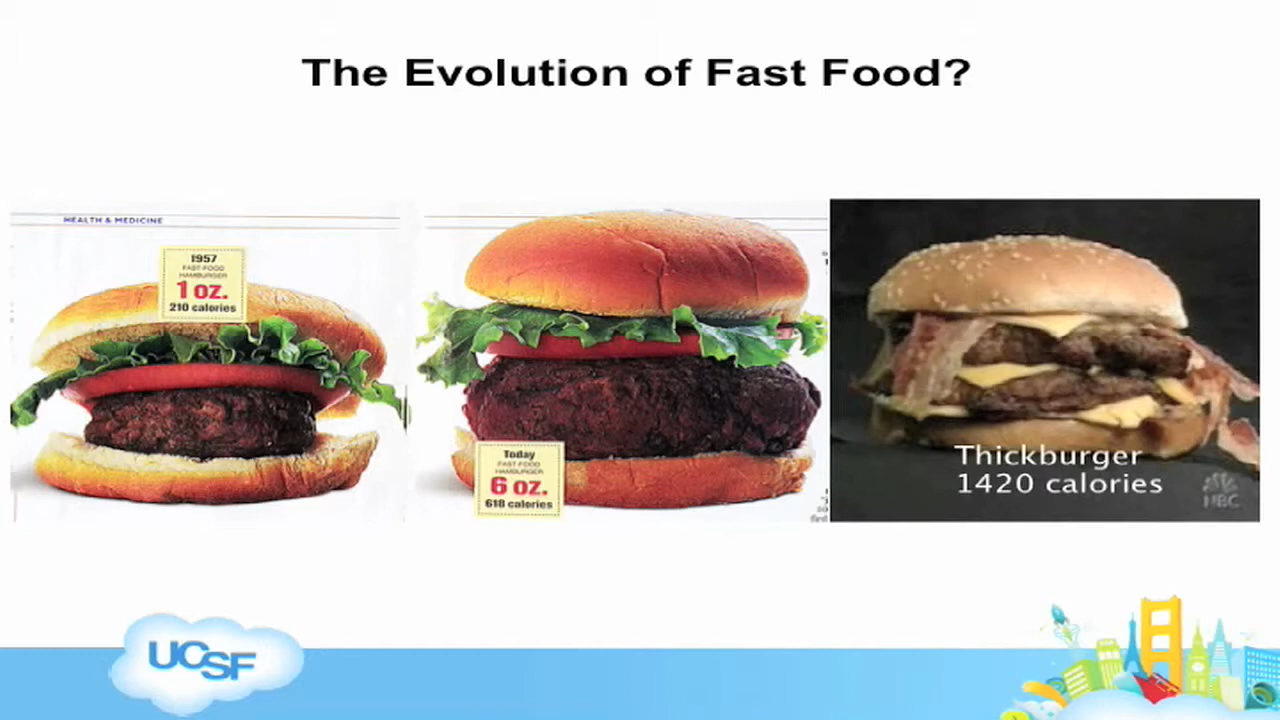 The Evolution of Fast Food?
HEALTH & MEDICINE
1957
FAST-FOOD
HAMBURGER
1 oz.
210 calories
Today
FAST-FOOD
HAMBURGER
6 oz.
618 calories
Thickburger
1420 calories
NBC
UCSF